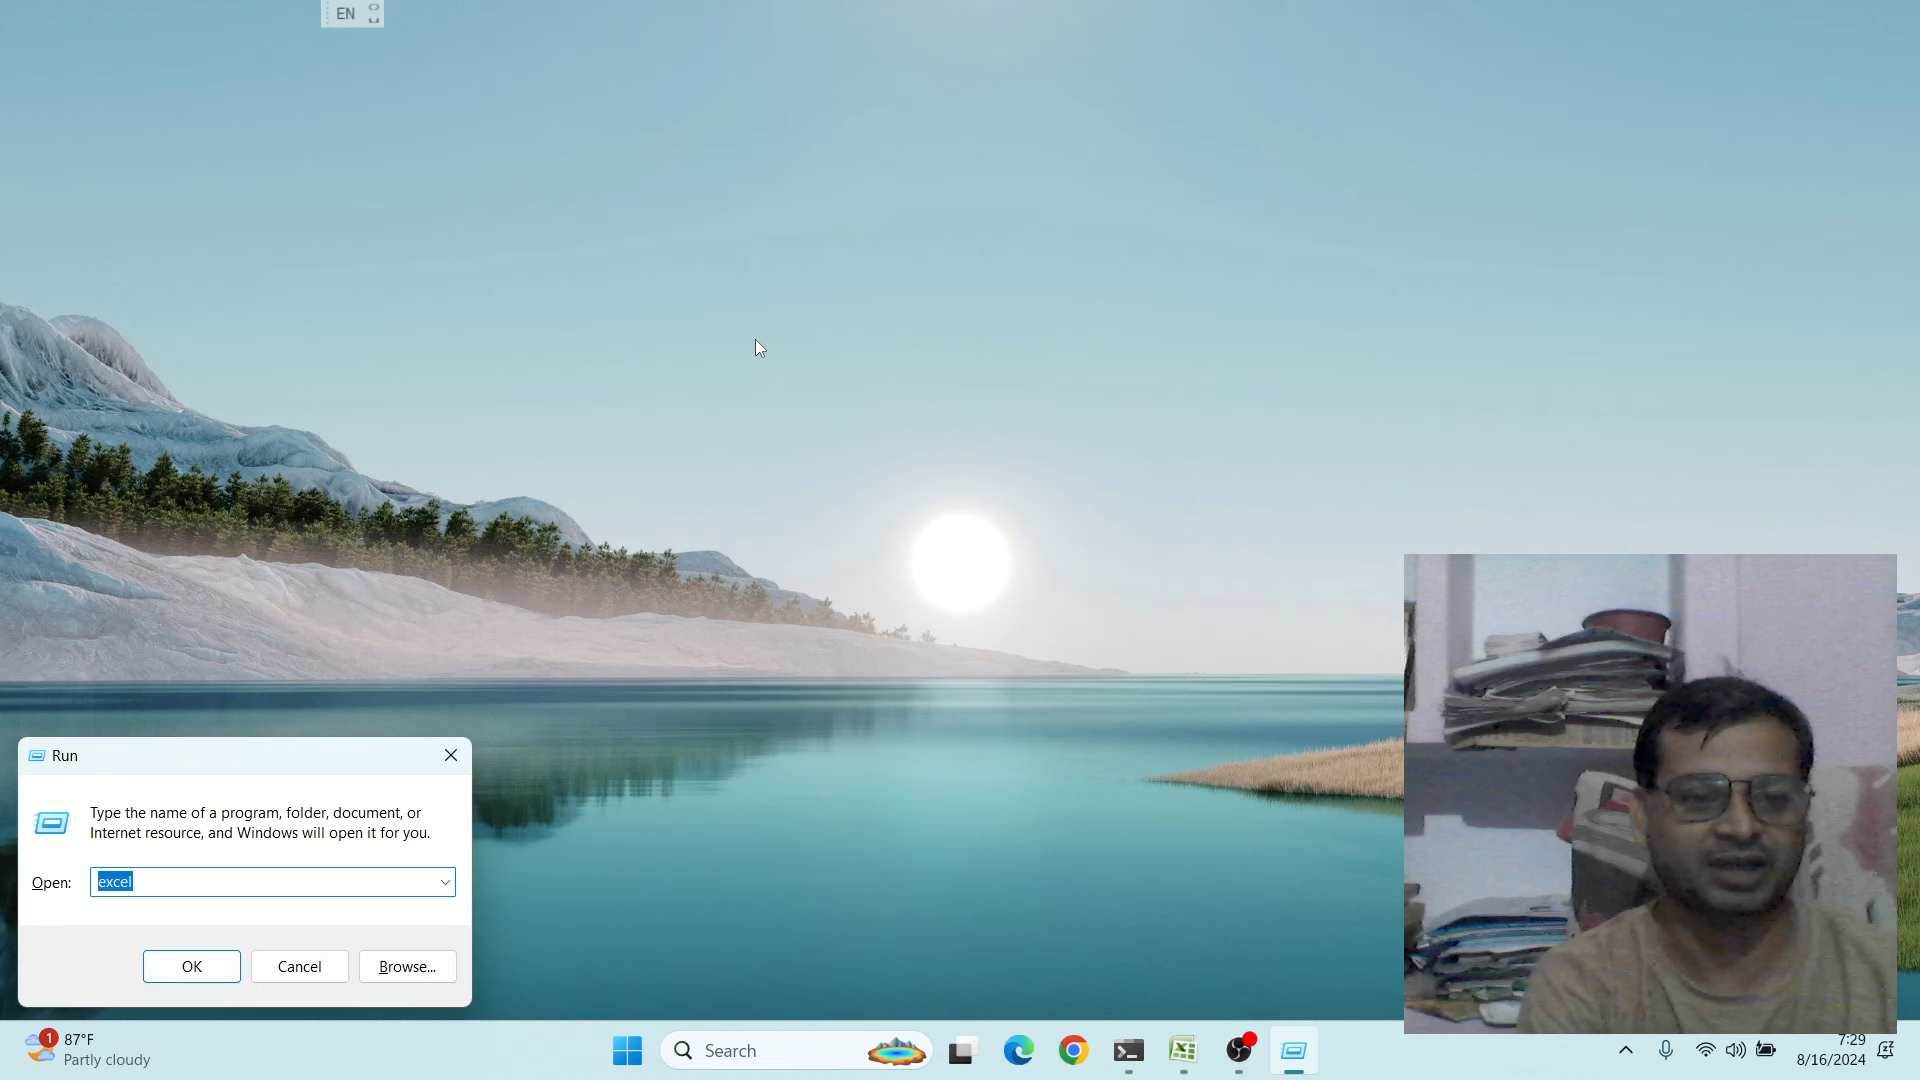 EN
Run
Type the name of a program, folder, document, or
Internet resource, and Windows will open it for you.
Open:
excel
OK
Cancel
Browse...
1
87°F
Partly cloudy
Search
7:29
8/16/2024